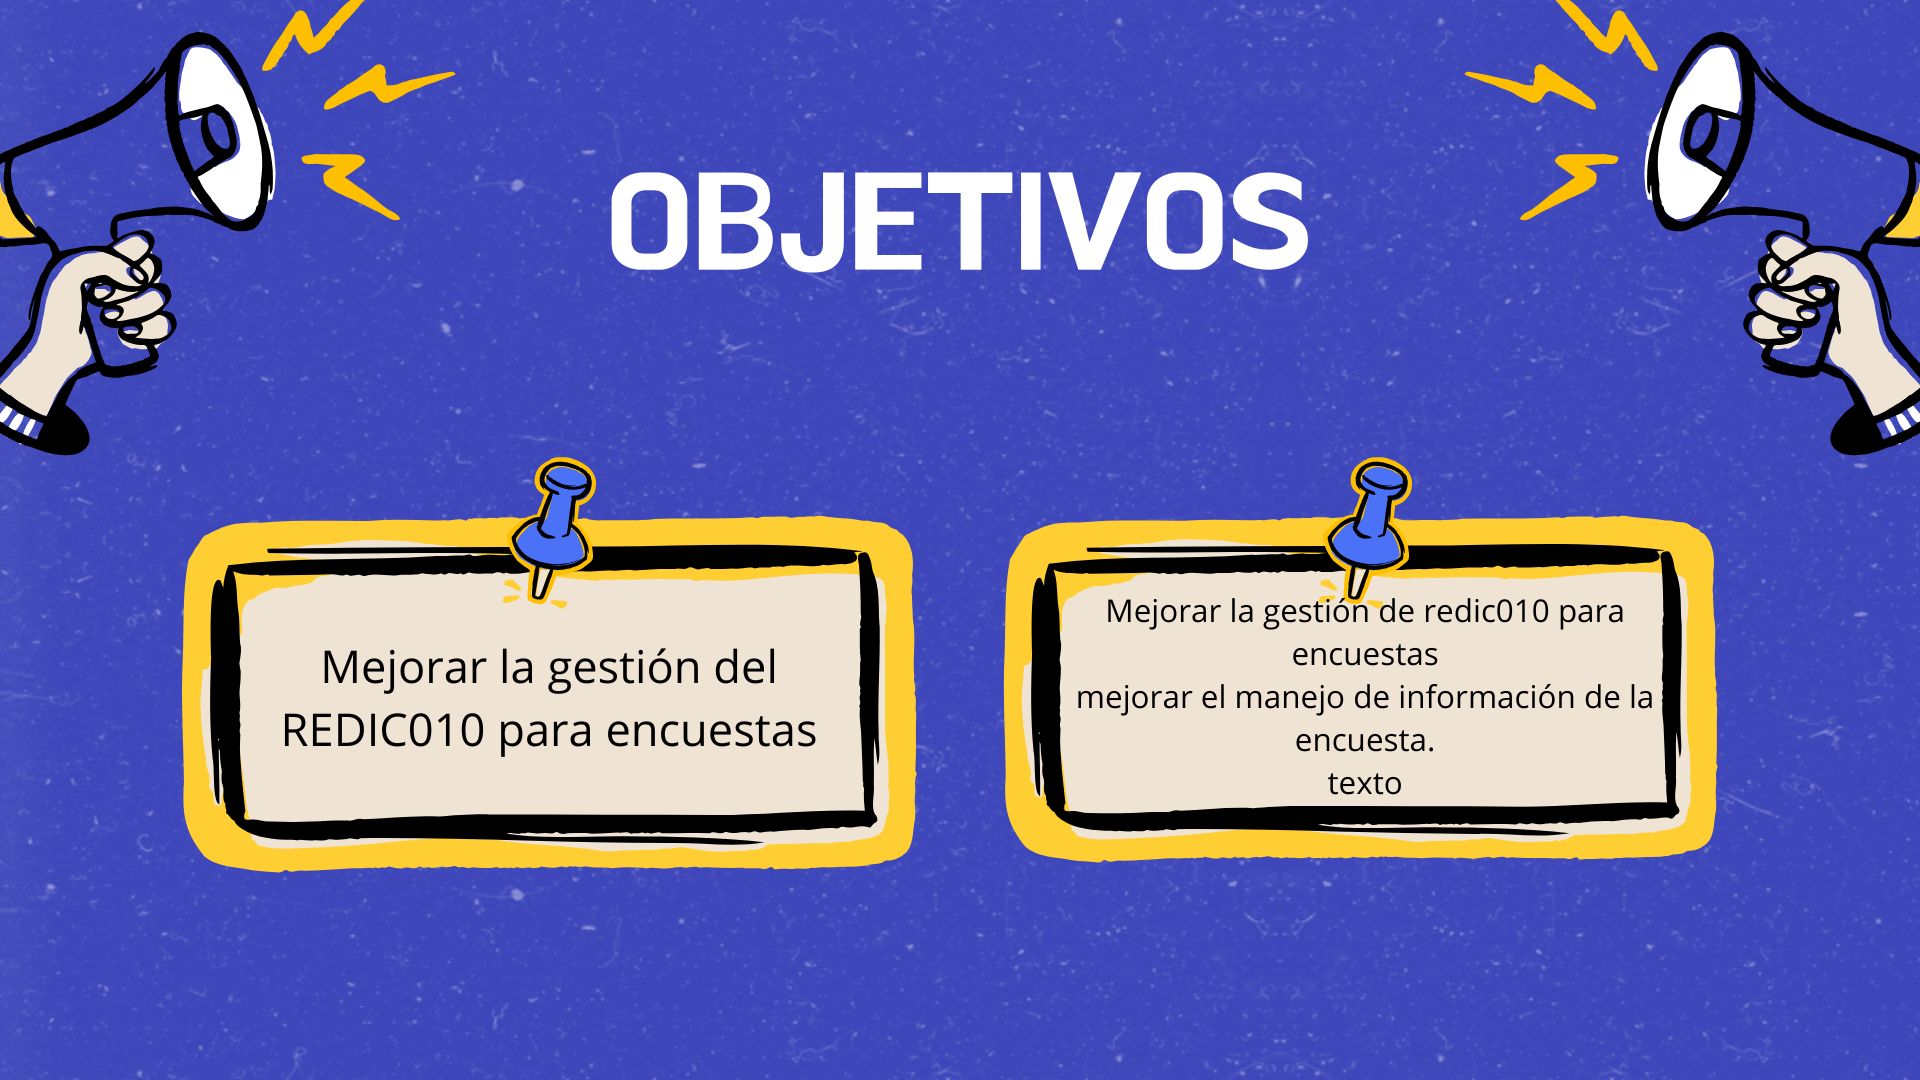 OBJETIVOS
Mejorar la gestión del
REDIC010 para encuestas
Mejorar la gestión de redic010 para
encuestas
mejorar el manejo de información de la
encuesta.
texto